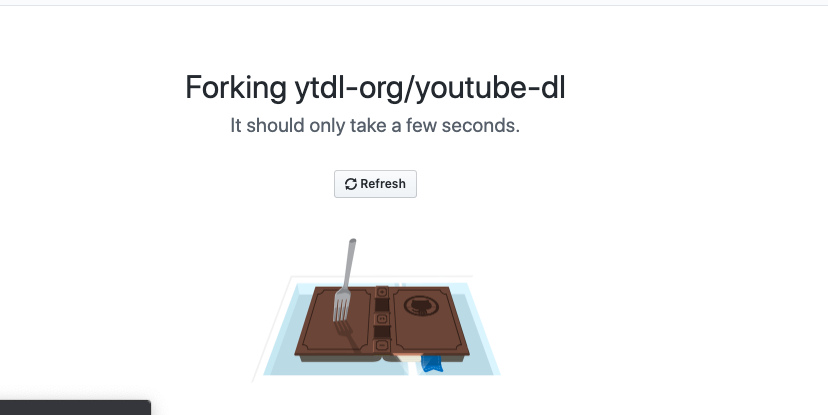 Forking ytdl-org/youtube-dl
It should only take a few seconds.
Refresh